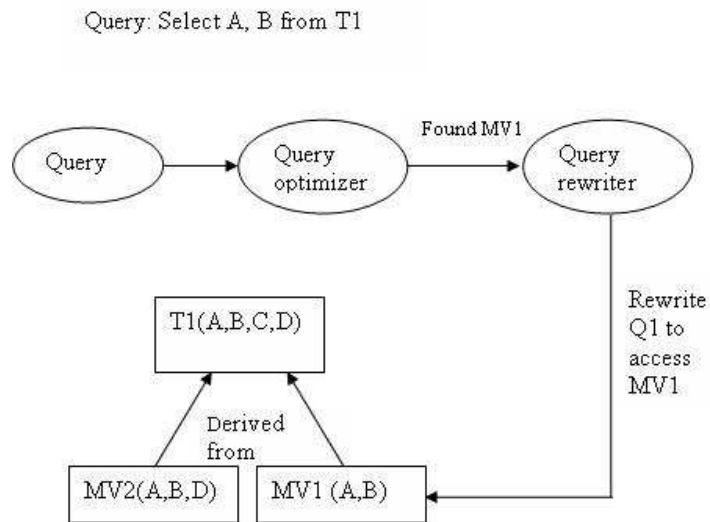 Query: Select A, B from T1
Found MV1
Query
Query
optimizer
Query
rewriter
Rewrite
Q1 to
access
MV1
T1(A,B,C,D)
Derived
from
MV2(A,B,D)
MV1 (A,B)